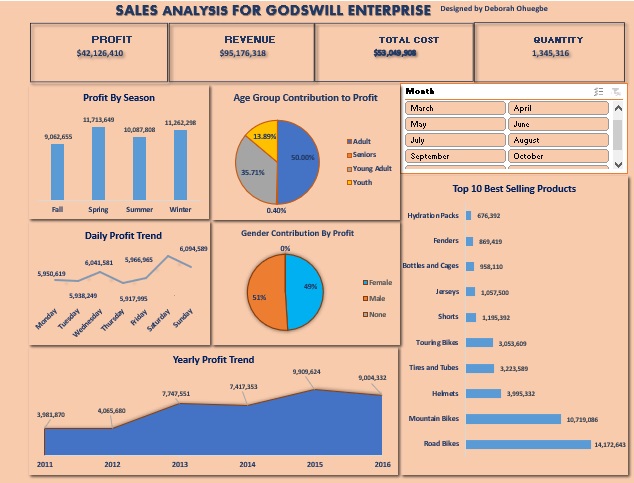 SALES ANALYSIS FOR GODSWILL ENTERPRISE
Designed by Deborah Ohuegbe
PROFIT
$42,126,410
REVENUE
$95,176,318
TOTAL COST
$53,049,908
QUANTITY
1,345,316
Profit By Season
9,062,655
11,713,649
10,087,808
11,262,298
Fall
Spring
Summer
Winter
Age Group Contribution to Profit
13.89%
50.00%
35.71%
0.40%
Adult
Seniors
Young Adult
Youth
Month
March
April
May
June
July
August
September
October
Daily Profit Trend
5,950,619
5,938,249
6,041,581
5,917,995
5,966,965
6,094,589
Monday
Tuesday
Wednesday
Thursday
Friday
Saturday
Sunday
Gender Contribution By Profit
0%
51%
49%
Female
Male
None
Top 10 Best Selling Products
Hydration Packs 676,392
Fenders 869,419
Bottles and Cages 958,110
Jerseys 1,057,500
Shorts 1,195,392
Touring Bikes 3,053,609
Tires and Tubes 3,223,589
Helmets 3,995,332
Mountain Bikes 10,719,086
Road Bikes 14,172,643
Yearly Profit Trend
3,981,870
4,065,680
7,747,551
7,417,353
9,909,624
9,004,332
2011
2012
2013
2014
2015
2016